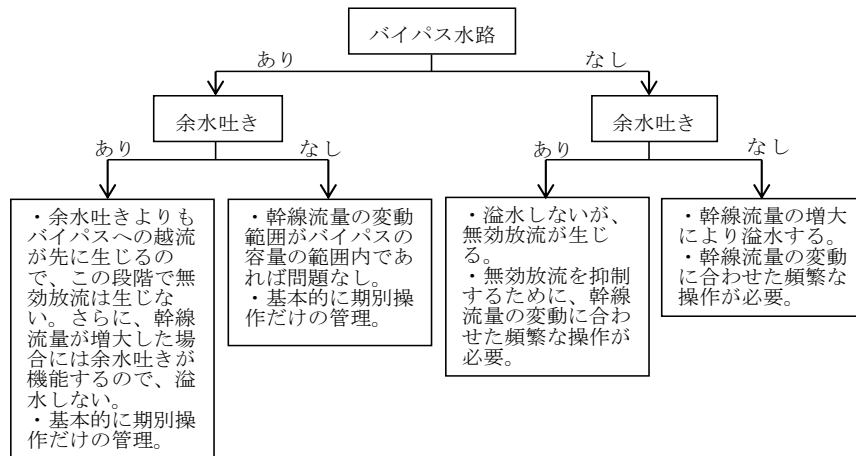 バイパス水路
あり
なし
余水吐き
余水吐き
あり
なし
あり
なし
・余水吐きよりも
バイパスへの越流
が先に生じるの
で、この段階で無
効放流は生じな
い。さらに、幹線
流量が増大した場
合には余水吐きが
機能するので、溢
水しない。
・基本的に期別操
作だけの管理。
・幹線流量の変動
範囲がバイパスの
容量の範囲内であ
れば問題なし。
・基本的に期別操
作だけの管理。
・溢水しないが、
無効放流が生じ
る。
・無効放流を抑制
するために、幹線
流量の変動に合わ
せた頻繁な操作が
必要。
・幹線流量の増大
により溢水する。
・幹線流量の変動
に合わせた頻繁な
操作が必要。